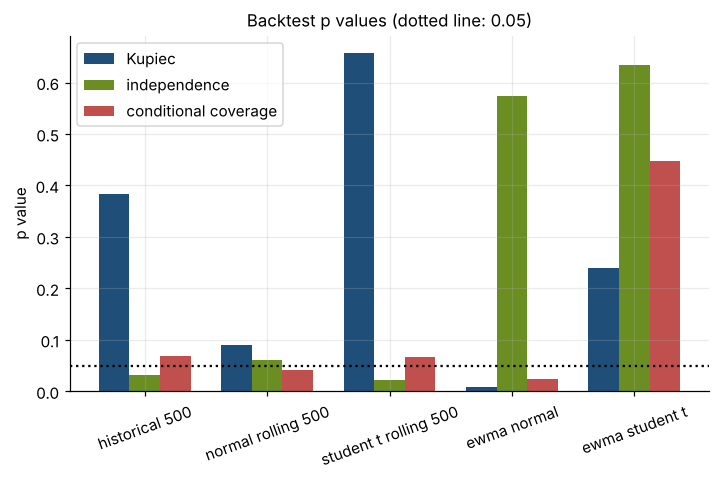 Backtest p values (dotted line: 0.05)
Kupiec
independence
conditional coverage
p value
0.6
0.5
0.4
0.3
0.2
0.1
0.0
historical 500
normal rolling 500
student t rolling 500
ewma normal
ewma student t